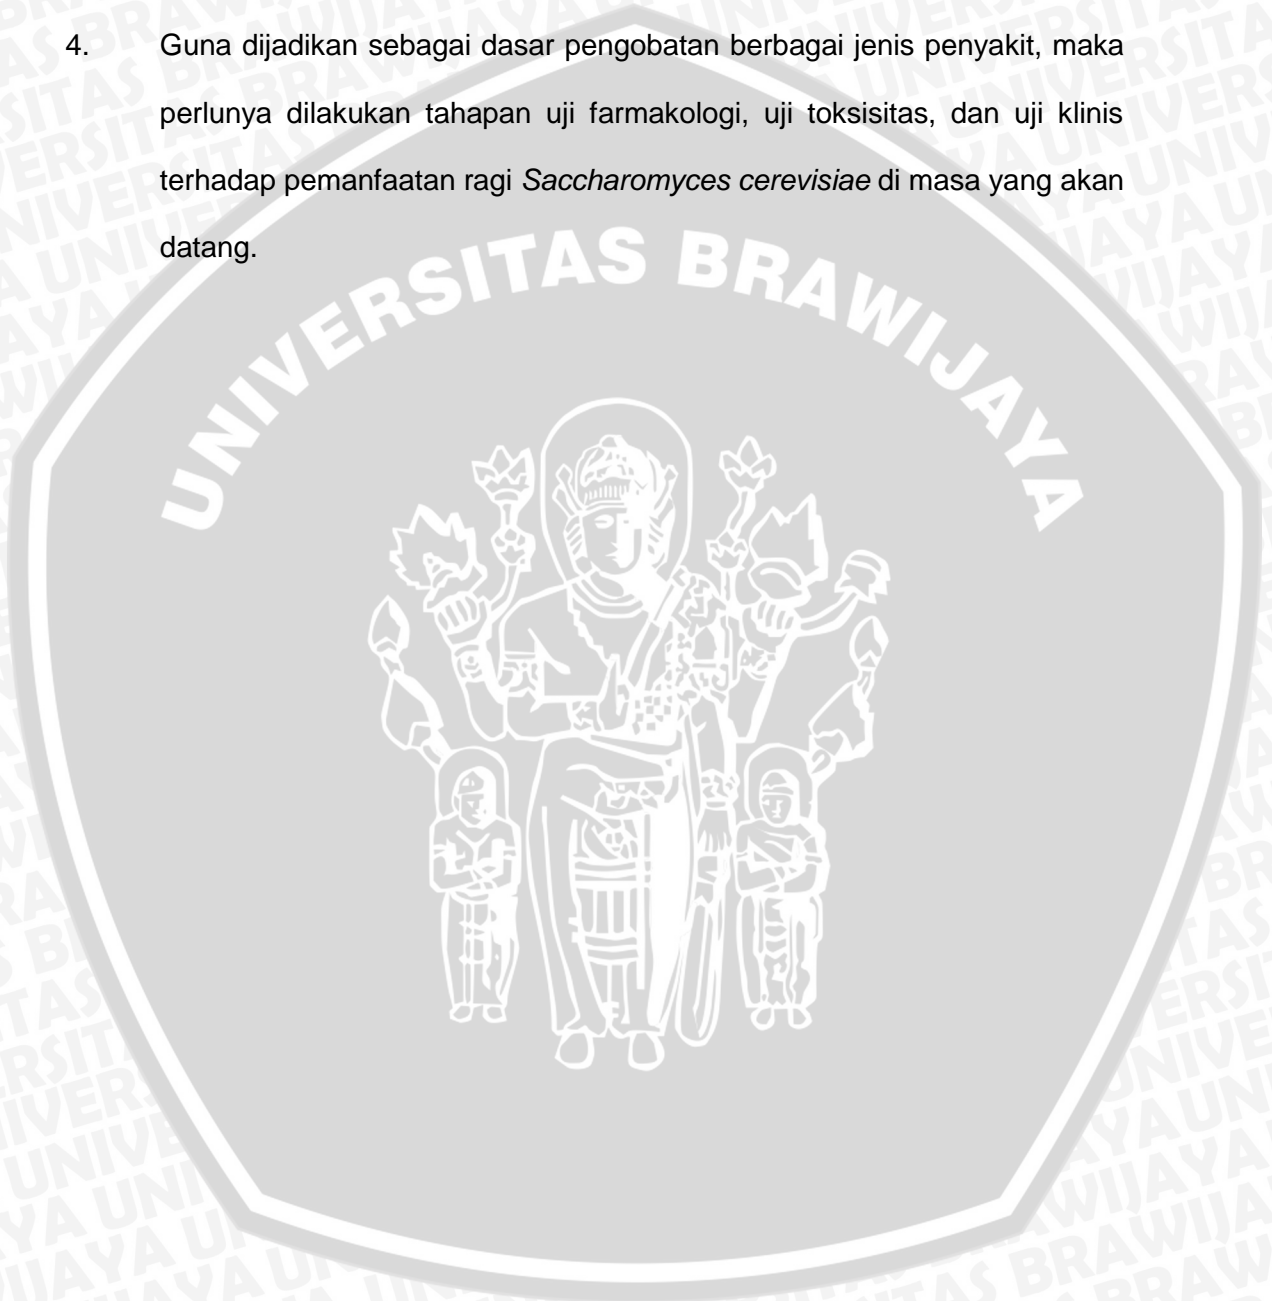 4. Guna dijadikan sebagai dasar pengobatan berbagai jenis penyakit, maka
perlunya dilakukan tahapan uji farmakologi, uji toksisitas, dan uji klinis
terhadap pemanfaatan ragi Saccharomyces cerevisiae di masa yang akan
datang.
UNIVERSITAS BRAWIJAYA